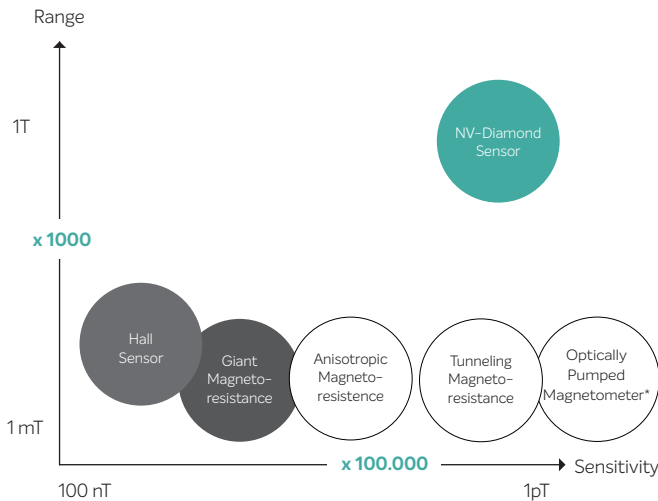 Range
1T
NV-Diamond
Sensor
x 1000
Hall
Sensor
Giant
Magneto-
resistance
Anisotropic
Magneto-
resistence
Tunneling
Magneto-
resistance
Optically
Pumped
Magnetometer*
1 mT
x 100.000
Sensitivity
100 nT
1pT